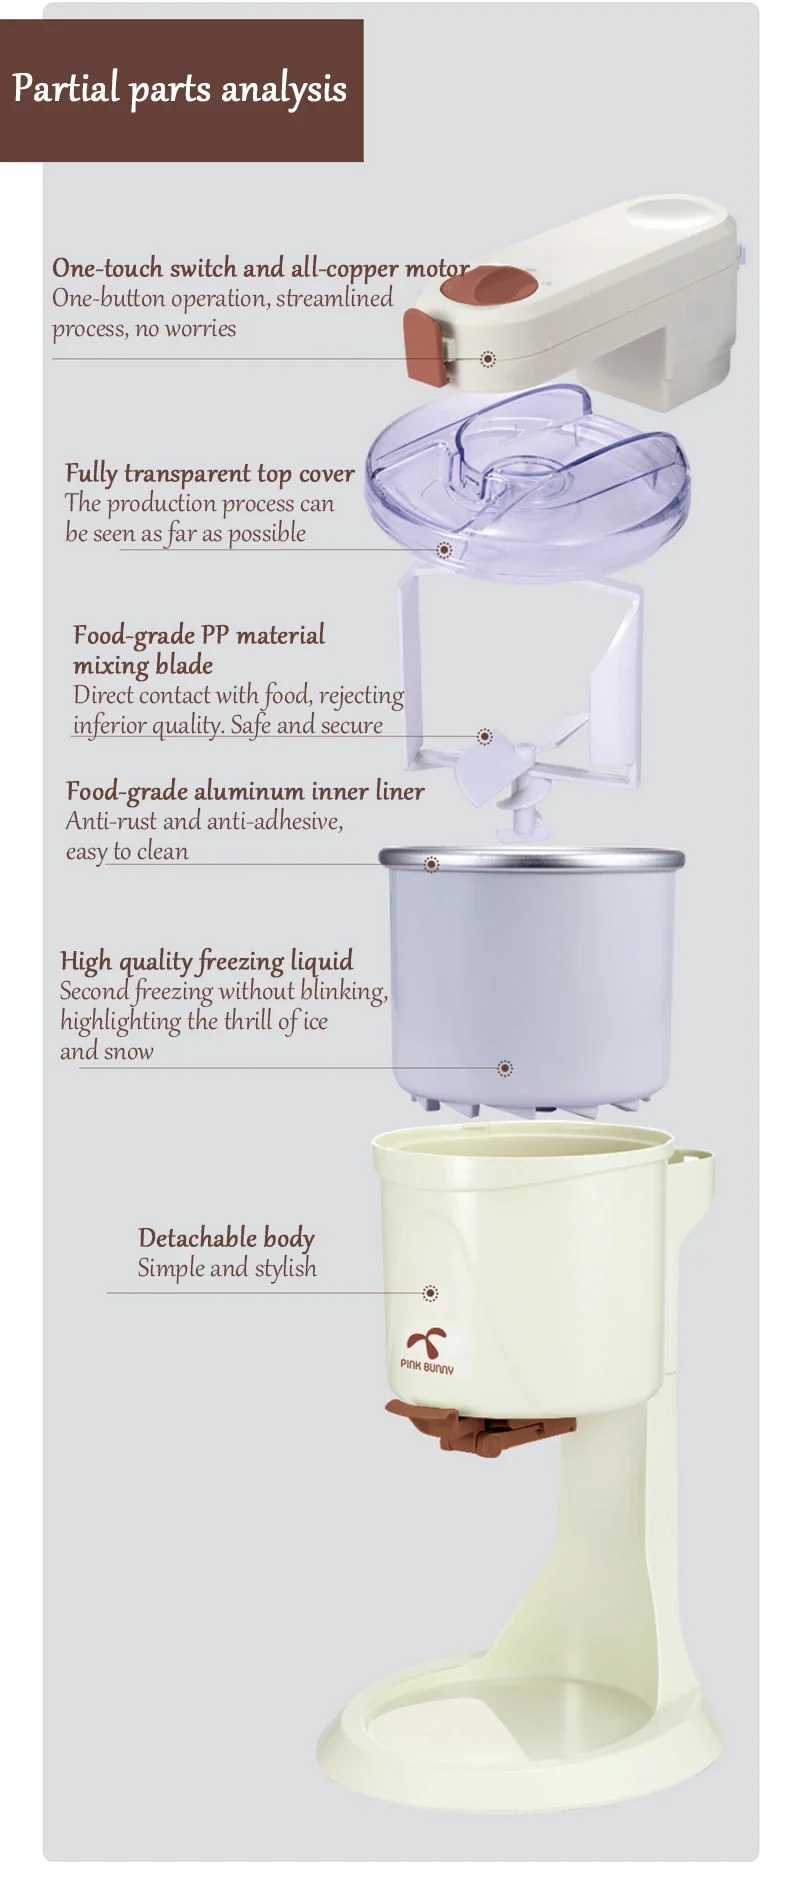 Partial parts analysis
One-touch switch and all-copper motor
One-button operation, streamlined
process, no worries
Fully transparent top cover
The production process can
be seen as far as possible
Food-grade PP material
mixing blade
Direct contact with food, rejecting
inferior quality. Safe and secure
Food-grade aluminum inner liner
Anti-rust and anti-adhesive,
easy to clean
High quality freezing liquid
Second freezing without blinking,
highlighting the thrill of ice
and snow
Detachable body
Simple and stylish
PINK BUNNY